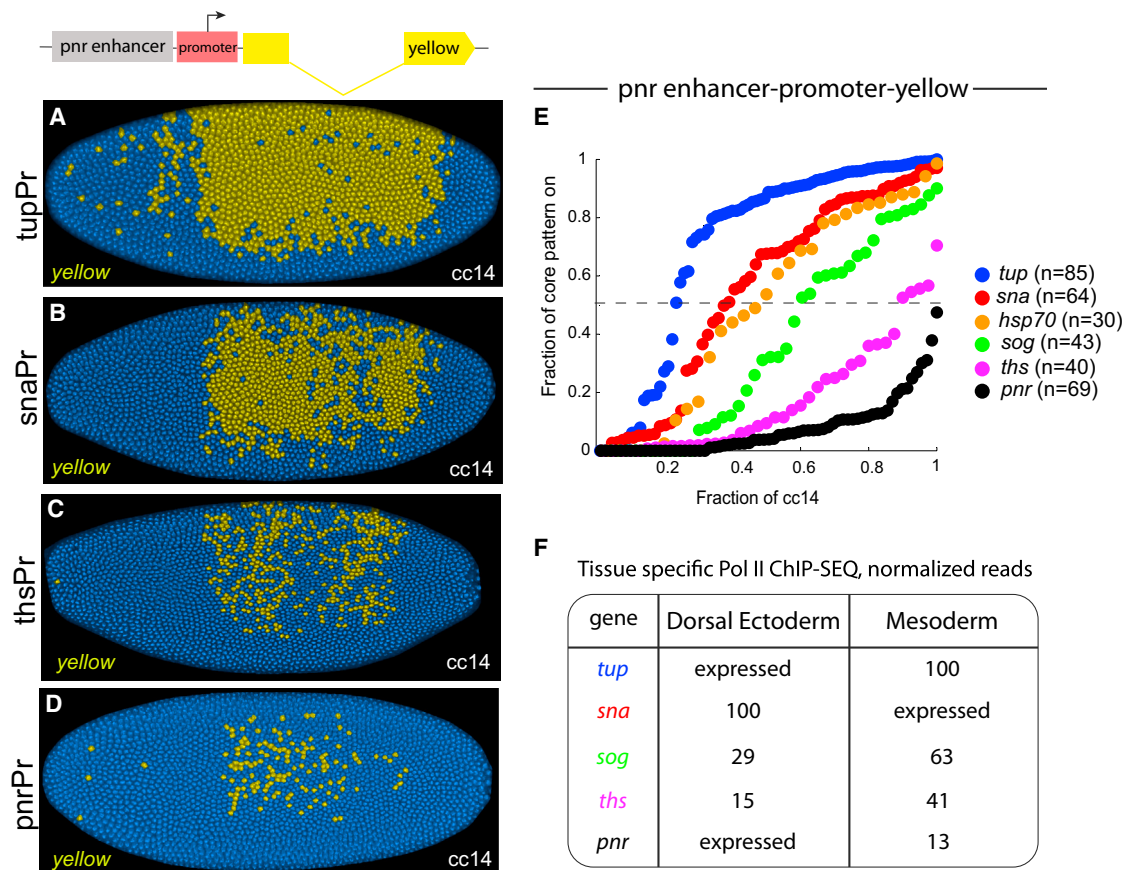 pnr enhancer promoter yellow
A
tupPr
yellow cc14
B
snaPr
yellow cc14
C
thsPr
yellow cc14
D
pnrPr
yellow cc14
pnr enhancer-promoter-yellow
E
Fraction of core pattern on
1
0.8
0.6
0.4
0.2
0
0.2 0.4 0.6 0.8 1
Fraction of cc14
tup (n=85)
sna (n=64)
hsp70 (n=30)
sog (n=43)
ths (n=40)
pnr (n=69)
F
Tissue specific Pol II ChIP-SEQ, normalized reads
gene Dorsal Ectoderm Mesoderm
tup expressed 100
sna 100 expressed
sog 29 63
ths 15 41
pnr expressed 13